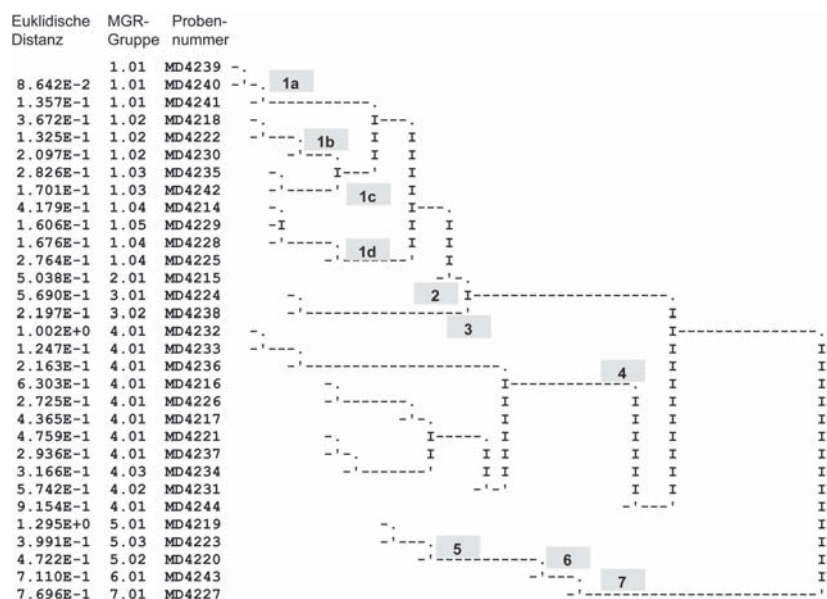 Euklidische MGR- Proben-
Distanz Gruppe nummer
1.01 MD4239
8.642E-2 1.01 MD4240 1a
1.357E-1 1.01 MD4241
3.672E-1 1.02 MD4218
1.325E-1 1.02 MD4222 1b
2.097E-1 1.02 MD4230
2.826E-1 1.03 MD4235
1.701E-1 1.03 MD4242 1c
4.179E-1 1.04 MD4214
1.606E-1 1.05 MD4229
1.676E-1 1.04 MD4228 1d
2.764E-1 1.04 MD4225
5.038E-1 2.01 MD4215
5.690E-1 3.01 MD4224 2
2.197E-1 3.02 MD4238
1.002E+0 4.01 MD4232 3
1.247E-1 4.01 MD4233
2.163E-1 4.01 MD4236 4
6.303E-1 4.01 MD4216
2.725E-1 4.01 MD4226
4.365E-1 4.01 MD4217
4.759E-1 4.01 MD4221
2.936E-1 4.01 MD4237
3.166E-1 4.03 MD4234
5.742E-1 4.02 MD4231
9.154E-1 4.01 MD4244
1.295E+0 5.01 MD4219
3.991E-1 5.03 MD4223 5
4.722E-1 5.02 MD4220 6
7.110E-1 6.01 MD4243 7
7.696E-1 7.01 MD4227